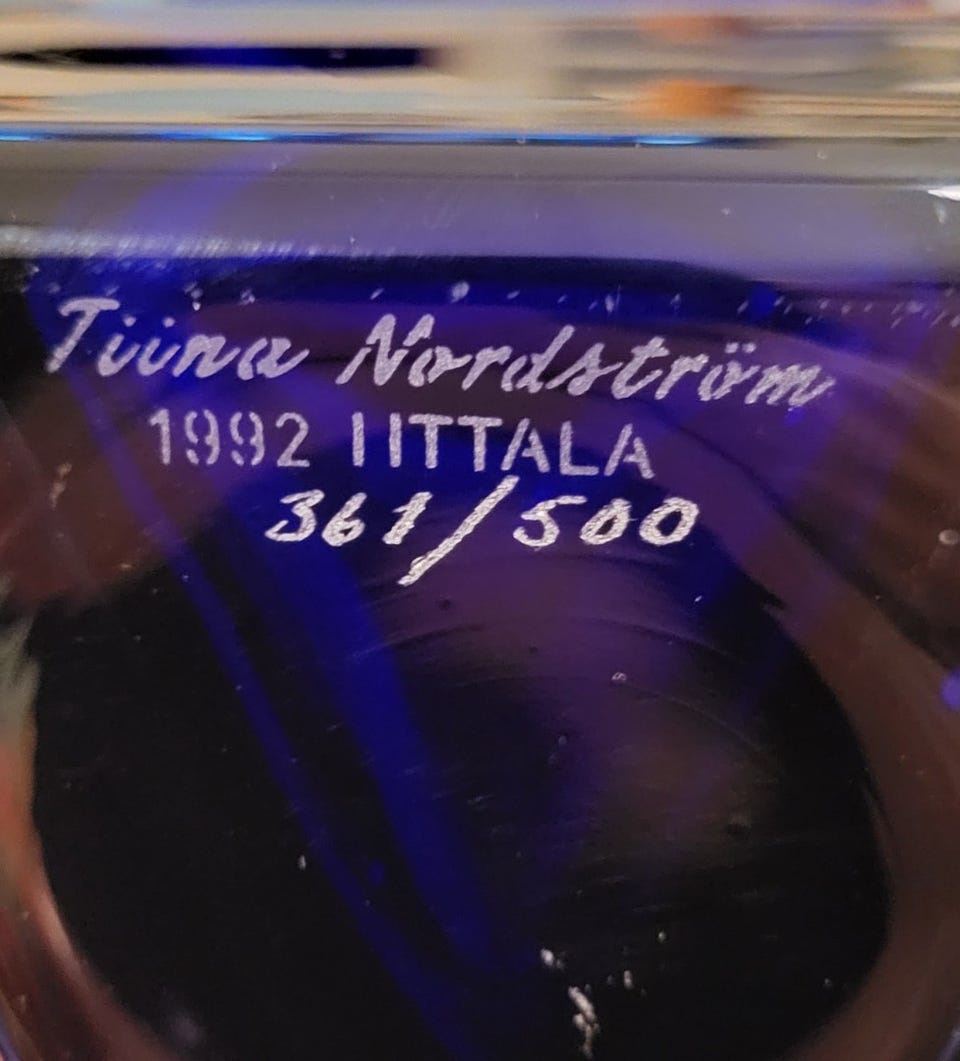 Tiina Nordström
1992 IITTALA
361/500